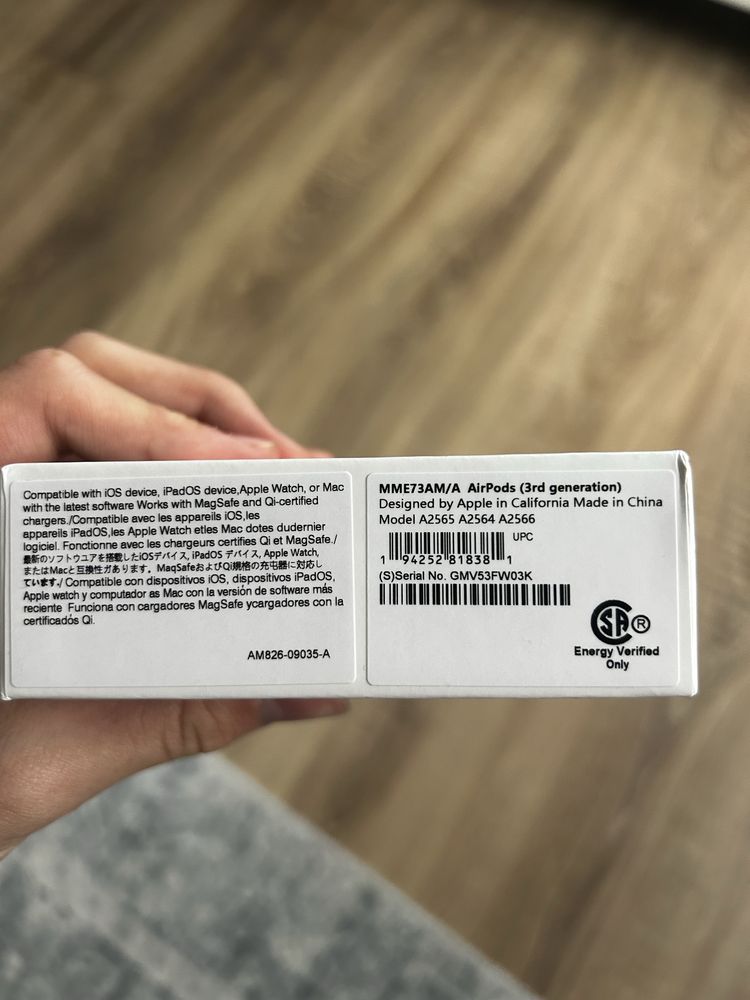 Compatible with iOS device, iPadOS device,Apple Watch, or Mac
with the latest software Works with MagSafe and Qi-certified
chargers./Compatible avec les appareils iOS,les
appareils iPadOS,les Apple Watch etles Mac dotes dudernier
logiciel. Fonctionne avec les chargeurs certifies Qi et MagSafe./
最新のソフトウユアを搭載したiOSデバイス, iPadOS デバイス, Apple Watch,
またはMacと互換性ガあります。MaqSafeおよびQi規格の充电器に対応し
ています./ Compatible con dispositivos iOS, dispositivos iPadOS,
Apple watch y computador as Mac con la versión de software más
reciente Funciona con cargadores MagSafe ycargadores con la
certificadós Qi.
AM826-09035-A
MME73AM/A AirPods (3rd generation)
Designed by Apple in California Made in China
Model A2565 A2564 A2566
UPC
1 94252 81838 1
(S)Serial No. GMV53FW03K
SA ®
Energy Verified
Only